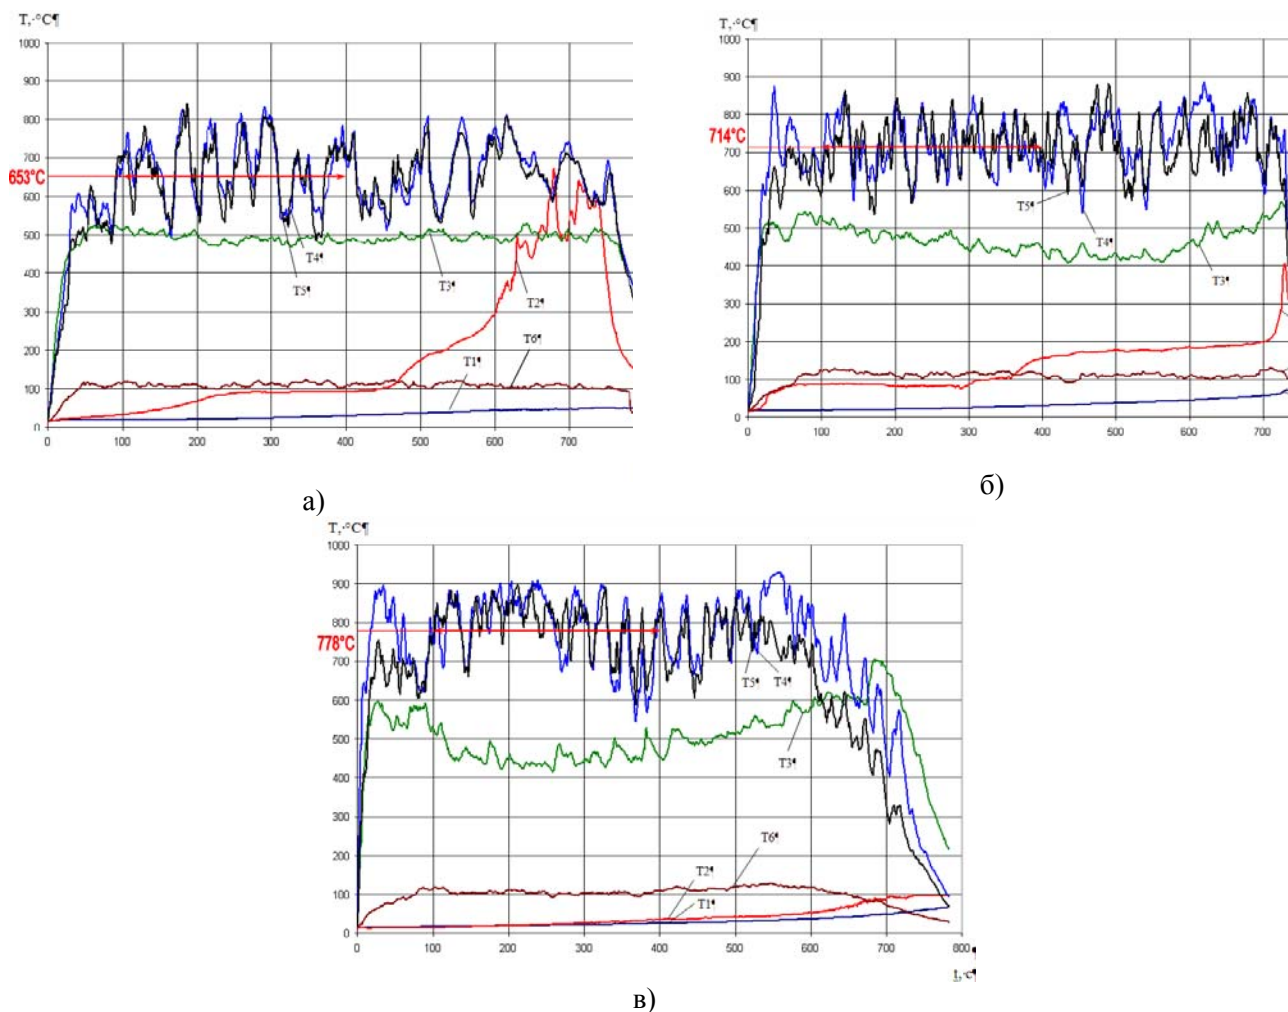 T,·°C¶
1000
900
800
700
653°C
600
500
400
300
200
100
0
T4¶
T5¶
T3¶
T2¶
T6¶
T1¶
0 100 200 300 400 500 600 700
а)
T,·°C¶
1000
900
800
714°C
700
600
500
400
300
200
100
0
T5¶
T4¶
T3¶
0 100 200 300 400 500 600 700
б)
T,·°C¶
1000
900
800
778°C
700
600
500
400
300
200
100
0
T5¶ T4¶
T3¶
T6¶
T2¶
T1¶
0 100 200 300 400 500 600 700 800 ¶
t,·c¶
в)